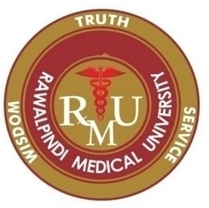 TRUTH
WISDOM
SERVICE
RAWALPINDI MEDICAL UNIVERSITY
RMU